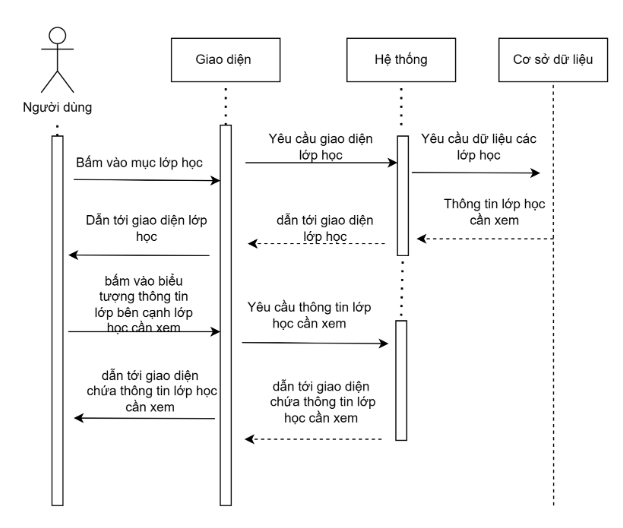 Giao diện
Hệ thống
Cơ sở dữ liệu
Người dùng
Bấm vào mục lớp học
Yêu cầu giao diện
lớp học
Yêu cầu dữ liệu các
lớp học
Thông tin lớp học
cần xem
dẫn tới giao diện
lớp học
Dẫn tới giao diện lớp
học
bấm vào biểu
tượng thông tin
lớp bên cạnh lớp
học cần xem
Yêu cầu thông tin lớp
học cần xem
dẫn tới giao diện
chứa thông tin lớp
học cần xem
dẫn tới giao diện
chứa thông tin lớp học
cần xem